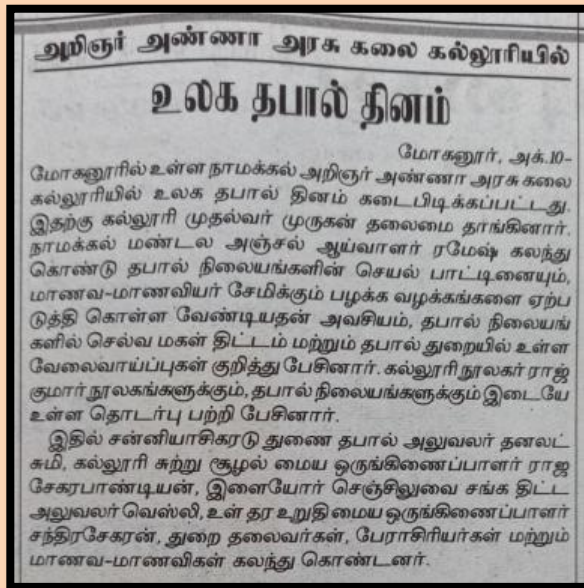 அறிஞர் அண்ணா அரசு கலை கல்லூரியில்
உலக தபால் தினம்
மோகனூர், அக்.10-
மோகனூரில் உள்ள நாமக்கல் அறிஞர் அண்ணா அரசு கலை
கல்லூரியில் உலக தபால் தினம் கடைபிடிக்கப்பட்டது.
இதற்கு கல்லூரி முதல்வர் முருகன் தலைமை தாங்கினார்.
நாமக்கல் மண்டல அஞ்சல் ஆய்வாளர் ரமேஷ் கலந்து
கொண்டு தபால் நிலையங்களின் செயல் பாட்டினையும்,
மாணவ-மாணவியர் சேமிக்கும் பழக்க வழக்கங்களை ஏற்ப
டுத்தி கொள்ள வேண்டியதன் அவசியம், தபால் நிலையங்
களில் செல்வ மகள் திட்டம் மற்றும் தபால் துறையில் உள்ள
வேலைவாய்ப்புகள் குறித்து பேசினார். கல்லூரி நூலகர் ராஜ்
குமார் நூலகங்களுக்கும், தபால் நிலையங்களுக்கும் இடையே
உள்ள தொடர்பு பற்றி பேசினார்.
இதில் சன்னியாசிகரடு துணை தபால் அலுவலர் தனலட்
சுமி, கல்லூரி சுற்று சூழல் மைய ஒருங்கிணைப்பாளர் ராஜ
சேகரபாண்டியன், இளையோர் செஞ்சிலுவை சங்க திட்ட
அலுவலர் வெஸ்லி, உள் தர உறுதி மைய ஒருங்கிணைப்பாளர்
சந்திரசேகரன், துறை தலைவர்கள், பேராசிரியர்கள் மற்றும்
மாணவ-மாணவிகள் கலந்து கொண்டனர்.